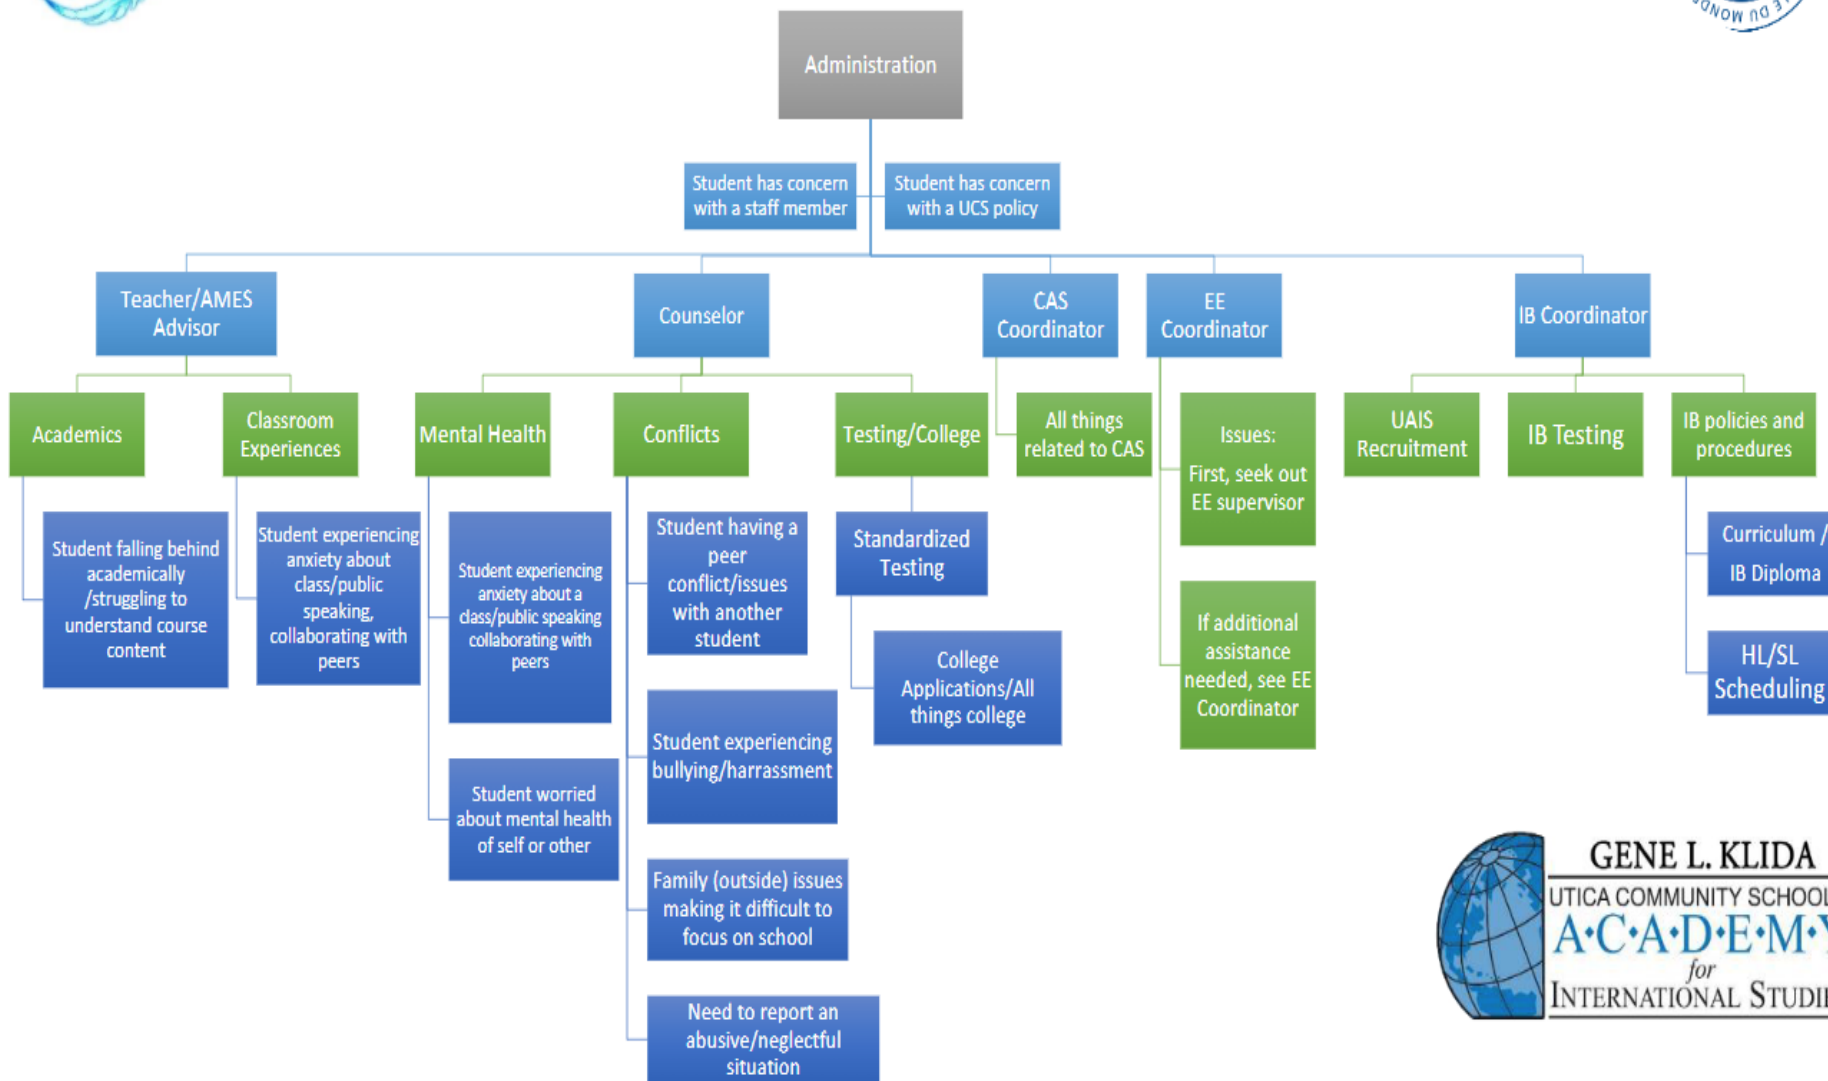 DU MONDE
Administration
Student has concern
with a staff member
Student has concern
with a UCS policy
Teacher/AMES
Advisor
Counselor
CAS
Coordinator
EE
Coordinator
IB Coordinator
Academics
Classroom
Experiences
Mental Health
Conflicts
Testing/College
All things
related to CAS
Issues:
First, seek out
EE supervisor
UAIS
Recruitment
IB Testing
IB policies and
procedures
Student falling behind
academically
/struggling to
understand course
content
Student experiencing
anxiety about
class/public
speaking,
collaborating with
peers
Student experiencing
anxiety about a
class/public speaking
collaborating with
peers
Student worried
about mental health
of self or other
Student having a
peer
conflict/issues
with another
student
Student experiencing
bullying/harrassment
Family (outside) issues
making it difficult to
focus on school
Need to report an
abusive/neglectful
situation
Standardized
Testing
College
Applications/All
things college
If additional
assistance
needed, see EE
Coordinator
Curriculum /
IB Diploma
HL/SL
Scheduling
GENE L. KLIDA
UTICA COMMUNITY SCHOOL
A•C•A•D•E•M•Y
for
INTERNATIONAL STUDIE